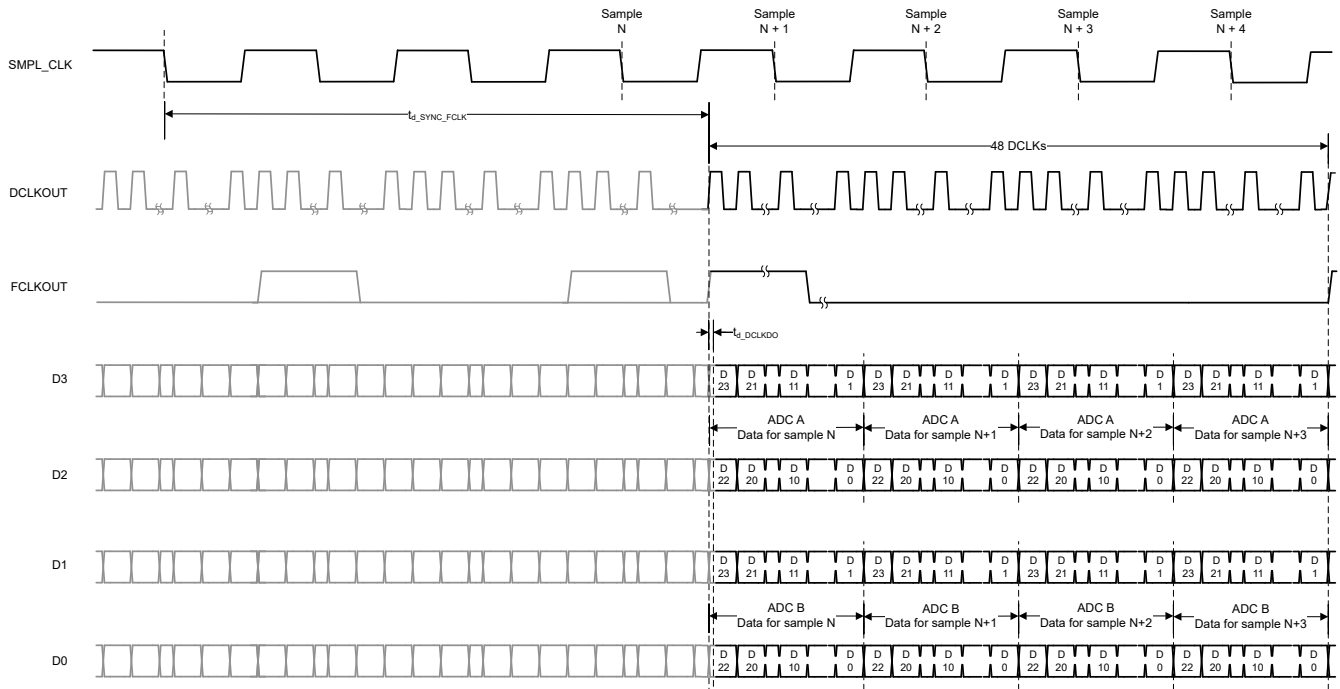 Sample Sample Sample Sample Sample
N N + 1 N + 2 N + 3 N + 4
SMPL_CLK
td_SYNC_FCLK
48 DCLKs
DCLKOUT
FCLKOUT
td_DCLKDO
D3
D D D D D D D D D D D D D D D D
23 21 11 1 23 21 11 1 23 21 11 1 23 21 11 1
ADC A ADC A ADC A ADC A
Data for sample N Data for sample N+1 Data for sample N+2 Data for sample N+3
D2
D D D D D D D D D D D D D D D D
22 20 10 0 22 20 10 0 22 20 10 0 22 20 10 0
D1
D D D D D D D D D D D D D D D D
23 21 11 1 23 21 11 1 23 21 11 1 23 21 11 1
ADC B ADC B ADC B ADC B
Data for sample N Data for sample N+1 Data for sample N+2 Data for sample N+3
D0
D D D D D D D D D D D D D D D D
22 20 10 0 22 20 10 0 22 20 10 0 22 20 10 0